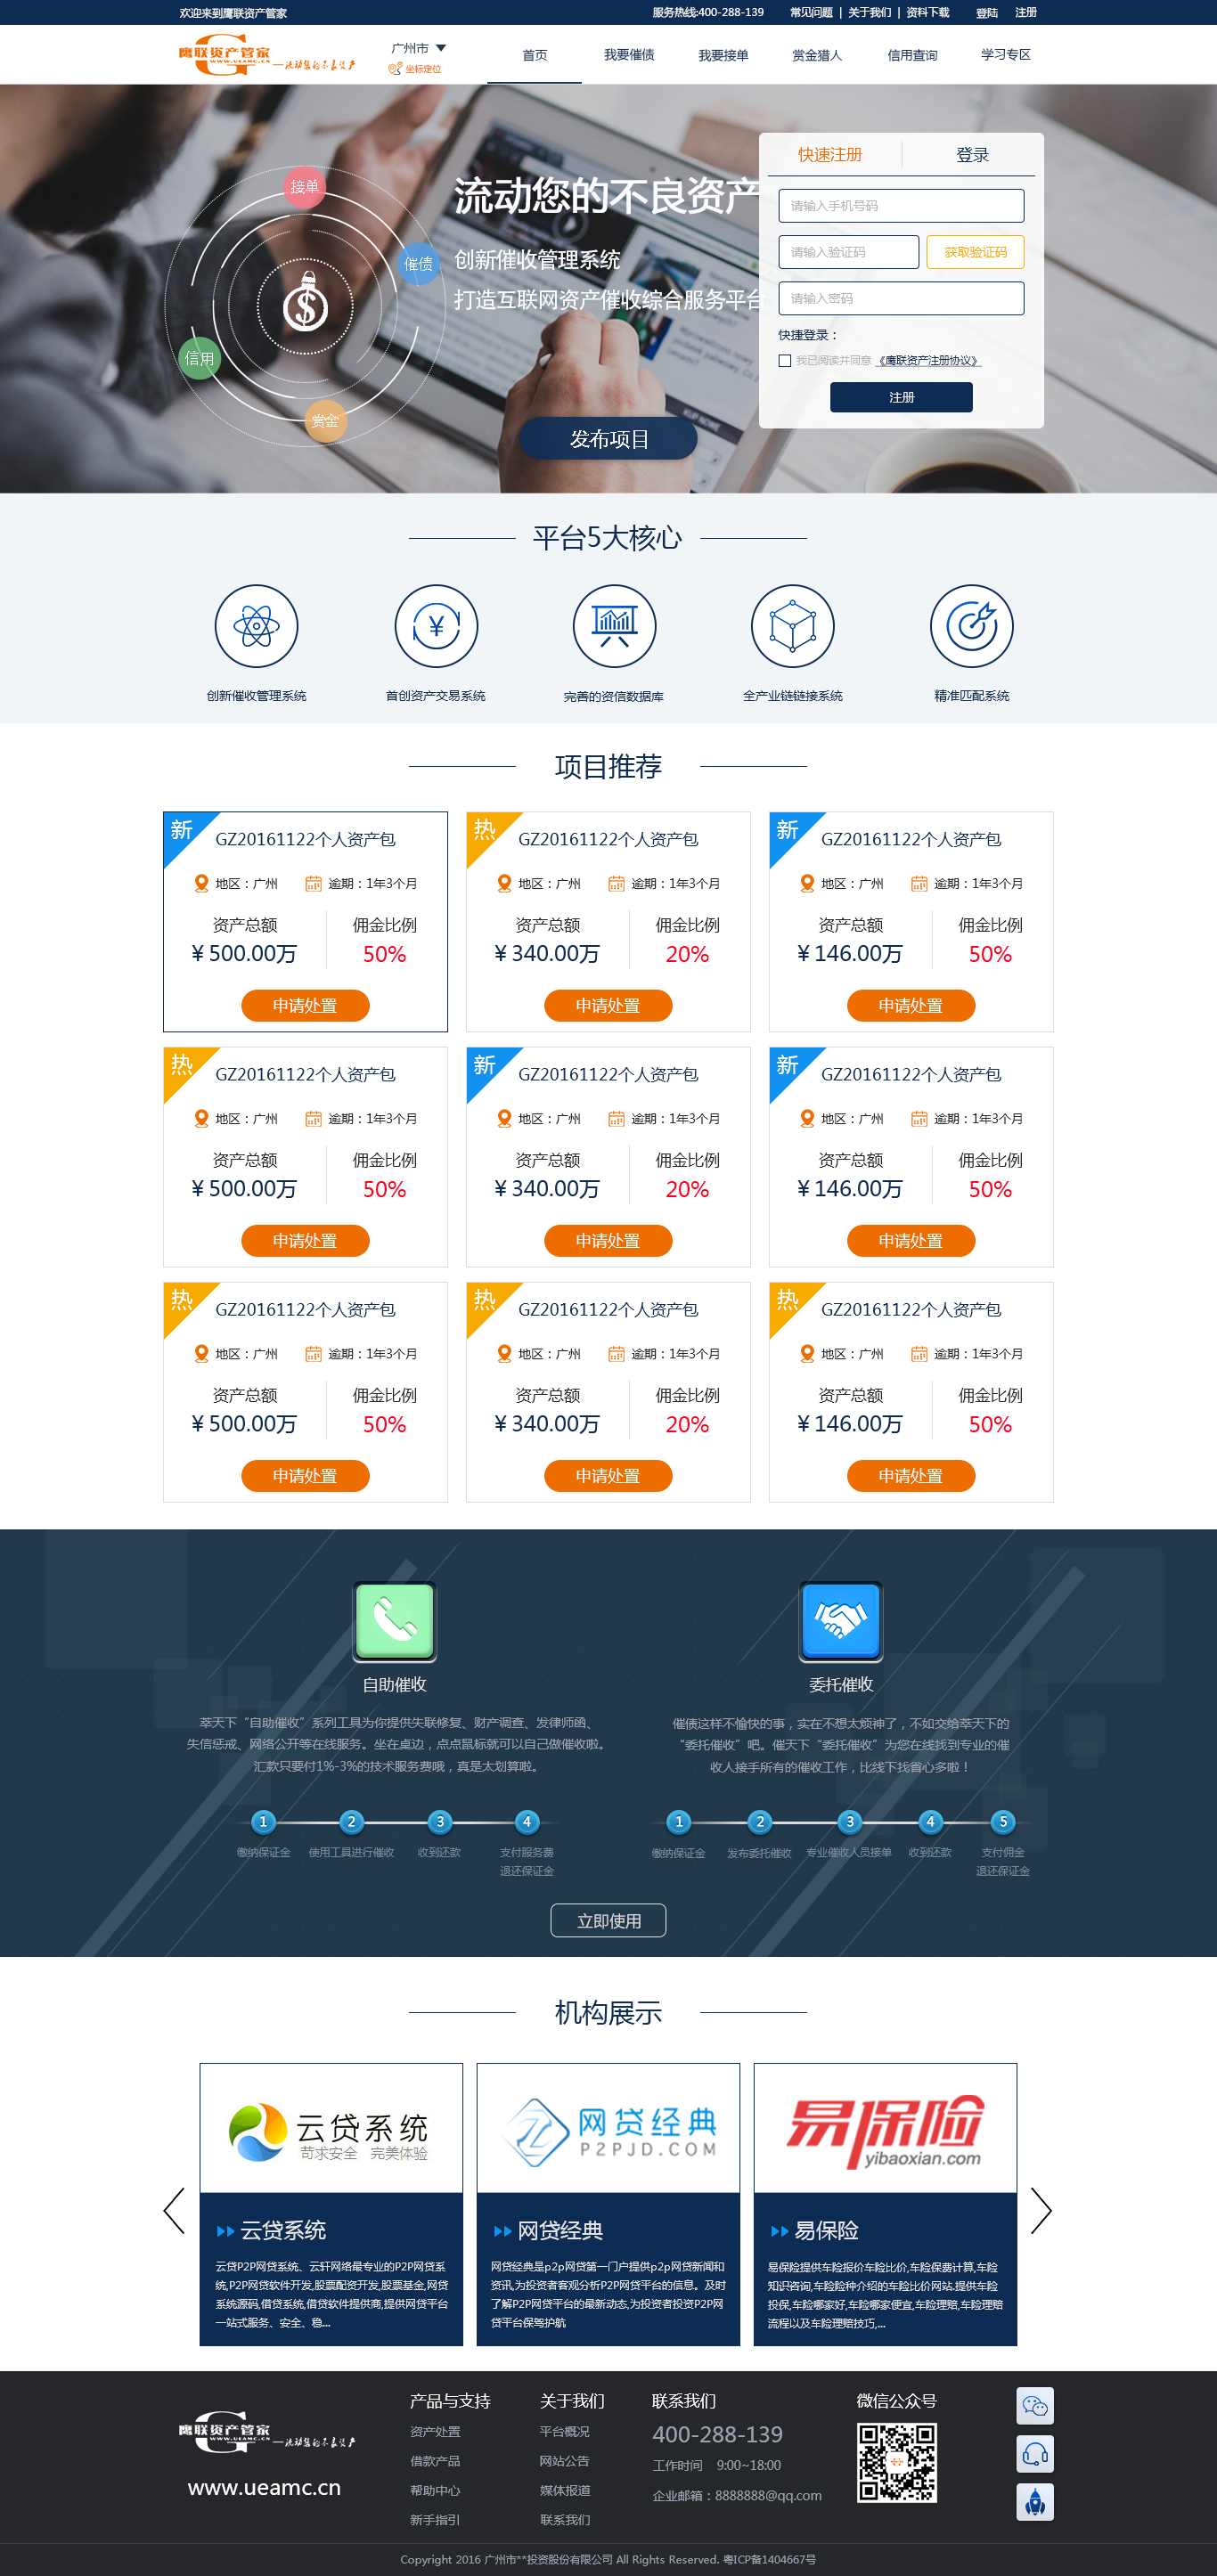 欢迎来到鹰联资产管家
服务热线:400-288-139 常见问题 | 关于我们 | 资料下载 登陆 注册
鹰联资产管家
WWW.UEAMC.CN
—流动您的不良资产
广州市
坐标定位
首页 我要催债 我要接单 赏金猎人 信用查询 学习专区
接单
催债
信用
赏金
流动您的不良资产
创新催收管理系统
打造互联网资产催收综合服务平台
发布项目
快速注册 登录
请输入手机号码
请输入验证码 获取验证码
请输入密码
快捷登录：
我已阅读并同意 《鹰联资产注册协议》
注册
平台5大核心
创新催收管理系统 首创资产交易系统 完善的资信数据库 全产业链链接系统 精准匹配系统
项目推荐
新 GZ20161122个人资产包
地区：广州 逾期：1年3个月
资产总额 佣金比例
¥ 500.00万 50%
申请处置
热 GZ20161122个人资产包
地区：广州 逾期：1年3个月
资产总额 佣金比例
¥ 340.00万 20%
申请处置
新 GZ20161122个人资产包
地区：广州 逾期：1年3个月
资产总额 佣金比例
¥ 146.00万 50%
申请处置
热 GZ20161122个人资产包
地区：广州 逾期：1年3个月
资产总额 佣金比例
¥ 500.00万 50%
申请处置
新 GZ20161122个人资产包
地区：广州 逾期：1年3个月
资产总额 佣金比例
¥ 340.00万 20%
申请处置
新 GZ20161122个人资产包
地区：广州 逾期：1年3个月
资产总额 佣金比例
¥ 146.00万 50%
申请处置
热 GZ20161122个人资产包
地区：广州 逾期：1年3个月
资产总额 佣金比例
¥ 500.00万 50%
申请处置
热 GZ20161122个人资产包
地区：广州 逾期：1年3个月
资产总额 佣金比例
¥ 340.00万 20%
申请处置
热 GZ20161122个人资产包
地区：广州 逾期：1年3个月
资产总额 佣金比例
¥ 146.00万 50%
申请处置
自助催收
萃天下“自助催收”系列工具为你提供失联修复、财产调查、发律师函、
失信惩戒、网络公开等在线服务。坐在桌边，点点鼠标就可以自己做催收啦。
汇款只要付1%-3%的技术服务费哦，真是太划算啦。
1 2 3 4
缴纳保证金 使用工具进行催收 收到还款 支付服务费
退还保证金
委托催收
催债这样不愉快的事，实在不想太烦神了，不如交给萃天下的
“委托催收”吧。催天下“委托催收”为您在线找到专业的催
收人接手所有的催收工作，比线下找省心多啦！
1 2 3 4 5
缴纳保证金 发布委托催收 专业催收人员接单 收到还款 支付佣金
退还保证金
立即使用
机构展示
云贷系统
苛求安全 完美体验
云贷系统
云贷P2P网贷系统、云轩网络最专业的P2P网贷系
统,P2P网贷软件开发,股票配资开发,股票基金,网贷
系统源码,借贷系统,借贷软件提供商,提供网贷平台
一站式服务、安全、稳...
网贷经典
P2PJD.COM
网贷经典
网贷经典是p2p网贷第一门户提供p2p网贷新闻和
资讯,为投资者客观分析P2P网贷平台的信息。及时
了解P2P网贷平台的最新动态,为投资者投资P2P网
贷平台保驾护航
易保险
yibaoxian.com
易保险
易保险提供车险报价车险比价,车险保费计算,车险
知识咨询,车险险种介绍的车险比价网站.提供车险
投保,车险哪家好,车险哪家便宜,车险理赔,车险理赔
流程以及车险理赔技巧,...
鹰联资产管家
WWW.UEAMC.CN
—流动您的不良资产
www.ueamc.cn
产品与支持
资产处置
借款产品
帮助中心
新手指引
关于我们
平台概况
网站公告
媒体报道
联系我们
联系我们
400-288-139
工作时间 9:00~18:00
企业邮箱：8888888@qq.com
微信公众号
Copyright 2016 广州市**投资股份有限公司 All Rights Reserved. 粤ICP备1404667号